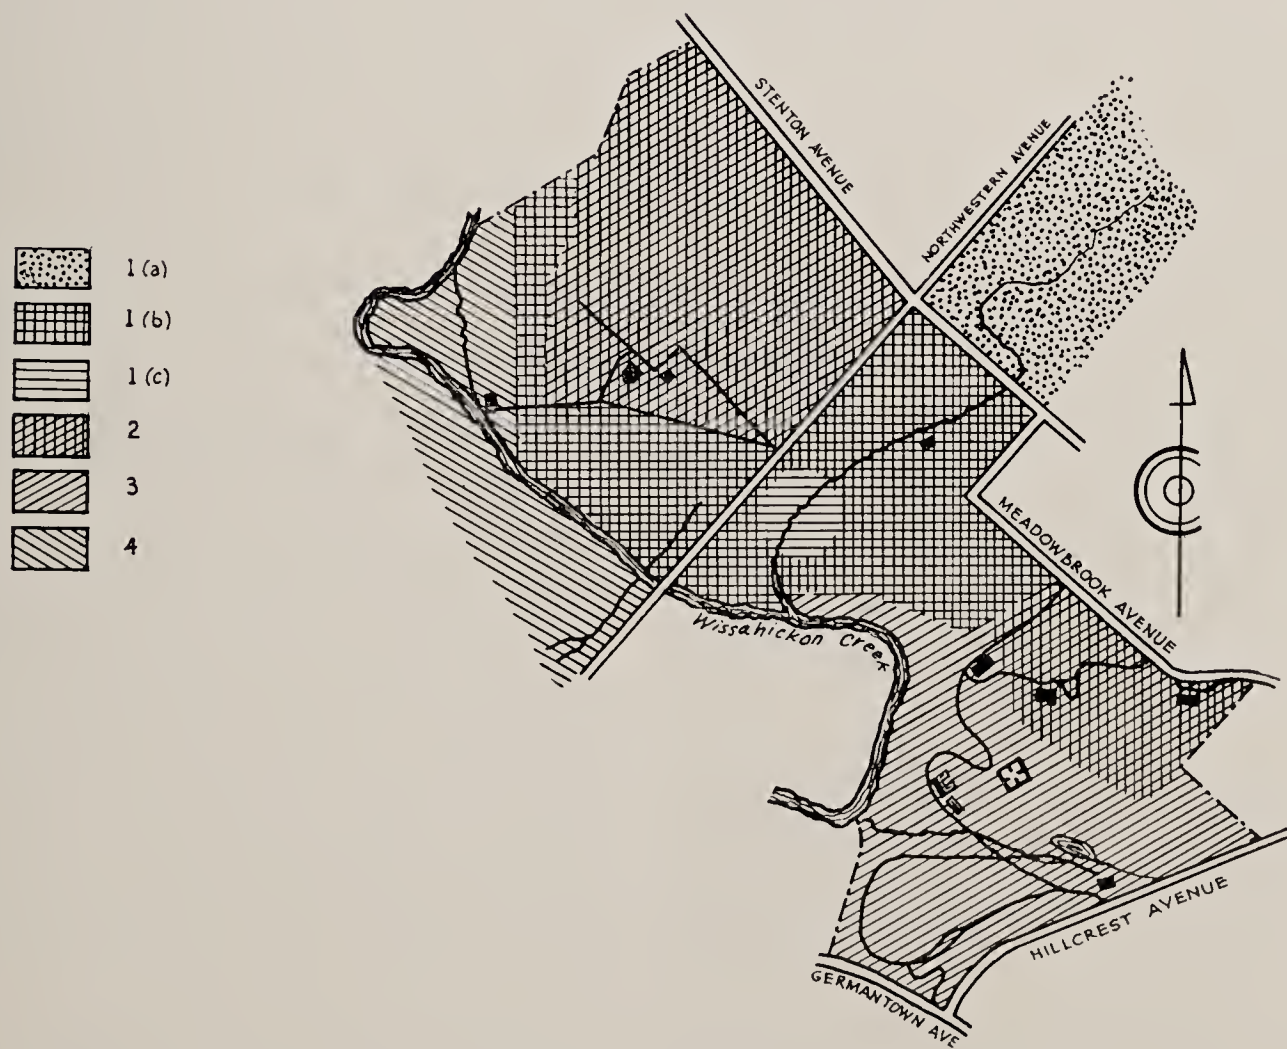 1 (a)
1 (b)
1 (c)
2
3
4
STENTON AVENUE
NORTHWESTERN AVENUE
MEADOWBROOK AVENUE
Wissahickon Creek
HILLCREST AVENUE
GERMANTOWN AVE